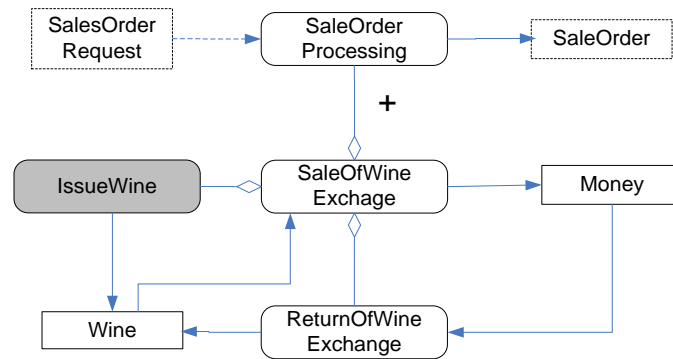 SalesOrder
Request
SaleOrder
Processing
SaleOrder
+
IssueWine
SaleOfWine
Exchage
Money
Wine
ReturnOfWine
Exchange